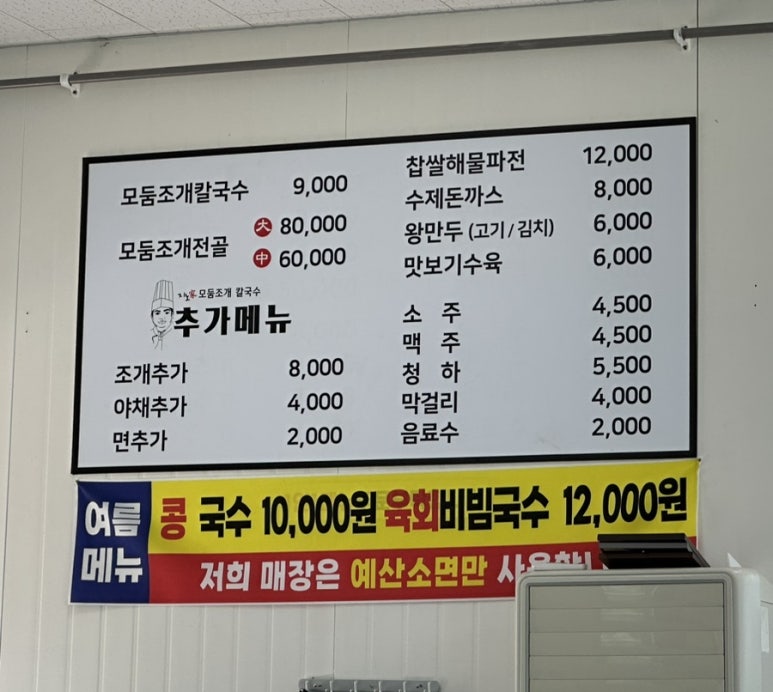 모둠조개칼국수 9,000
모둠조개전골 大 80,000
中 60,000
모둠조개 칼국수
추가메뉴
조개추가 8,000
야채추가 4,000
면추가 2,000
찹쌀해물파전 12,000
수제돈까스 8,000
왕만두 (고기/김치) 6,000
맛보기수육 6,000
소 주 4,500
맥 주 4,500
청 하 5,500
막걸리 4,000
음료수 2,000
여름 메뉴
콩 국수 10,000원 육회비빔국수 12,000원
저희 매장은 예산소면만